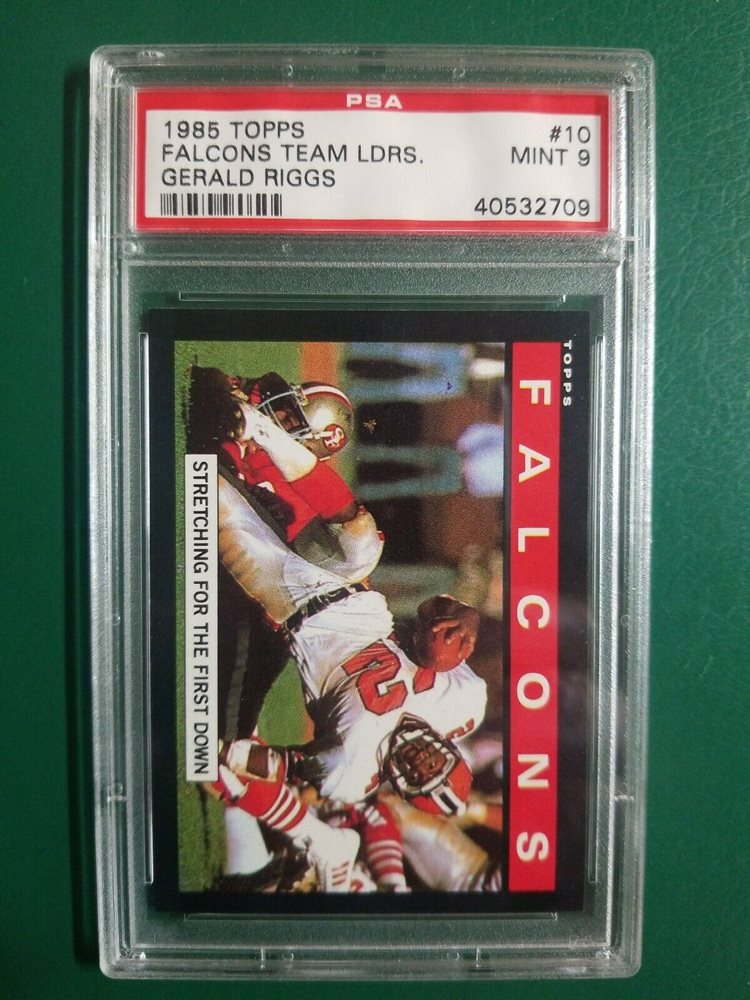 PSA
1985 TOPPS #10
FALCONS TEAM LDRS. MINT 9
GERALD RIGGS
40532709
TOPPS
FALCONS
STRETCHING FOR THE FIRST DOWN